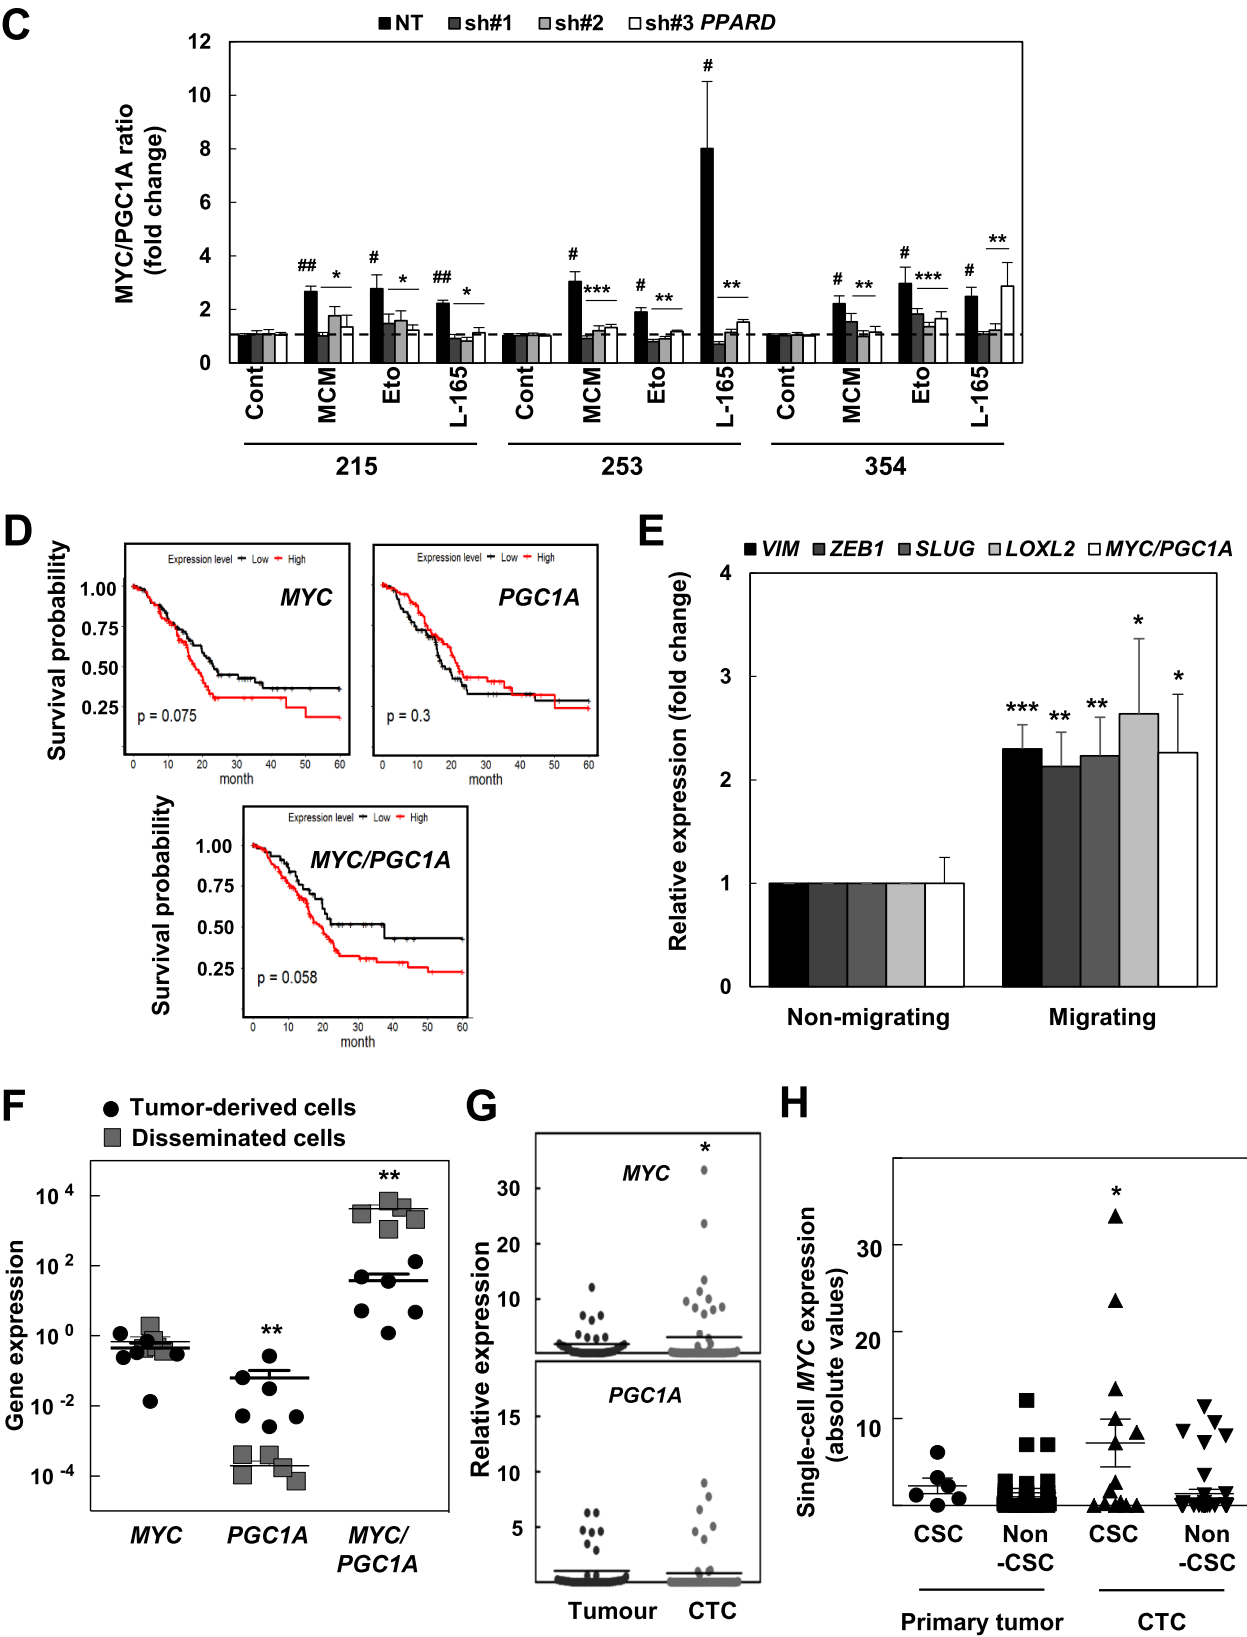 C
NT sh#1 sh#2 sh#3 PPARD
MYC/PGC1A ratio
(fold change)
12
10
8
6
4
2
0
## * # * ## * # *** # ** # ** # ** # *** # **
Cont MCM Eto L-165 Cont MCM Eto L-165 Cont MCM Eto L-165
215 253 354
D
Survival probability
Expression level Low High
MYC
1.00
0.75
0.50
0.25
p = 0.075
0 10 20 30 40 50 60
month
Expression level Low High
PGC1A
p = 0.3
0 10 20 30 40 50 60
month
Survival probability
Expression level Low High
MYC/PGC1A
1.00
0.75
0.50
0.25
p = 0.058
0 10 20 30 40 50 60
month
E
VIM ZEB1 SLUG LOXL2 MYC/PGC1A
Relative expression (fold change)
4
3
2
1
0
*** ** ** * *
Non-migrating Migrating
F
Tumor-derived cells
Disseminated cells
Gene expression
10 4
10 2
10 0
10 -2
10 -4
** **
MYC PGC1A MYC/
PGC1A
G
Relative expression
MYC
*
30
20
10
PGC1A
15
10
5
Tumour CTC
H
Single-cell MYC expression
(absolute values)
30
20
10
*
CSC Non
-CSC
CSC Non
-CSC
Primary tumor CTC